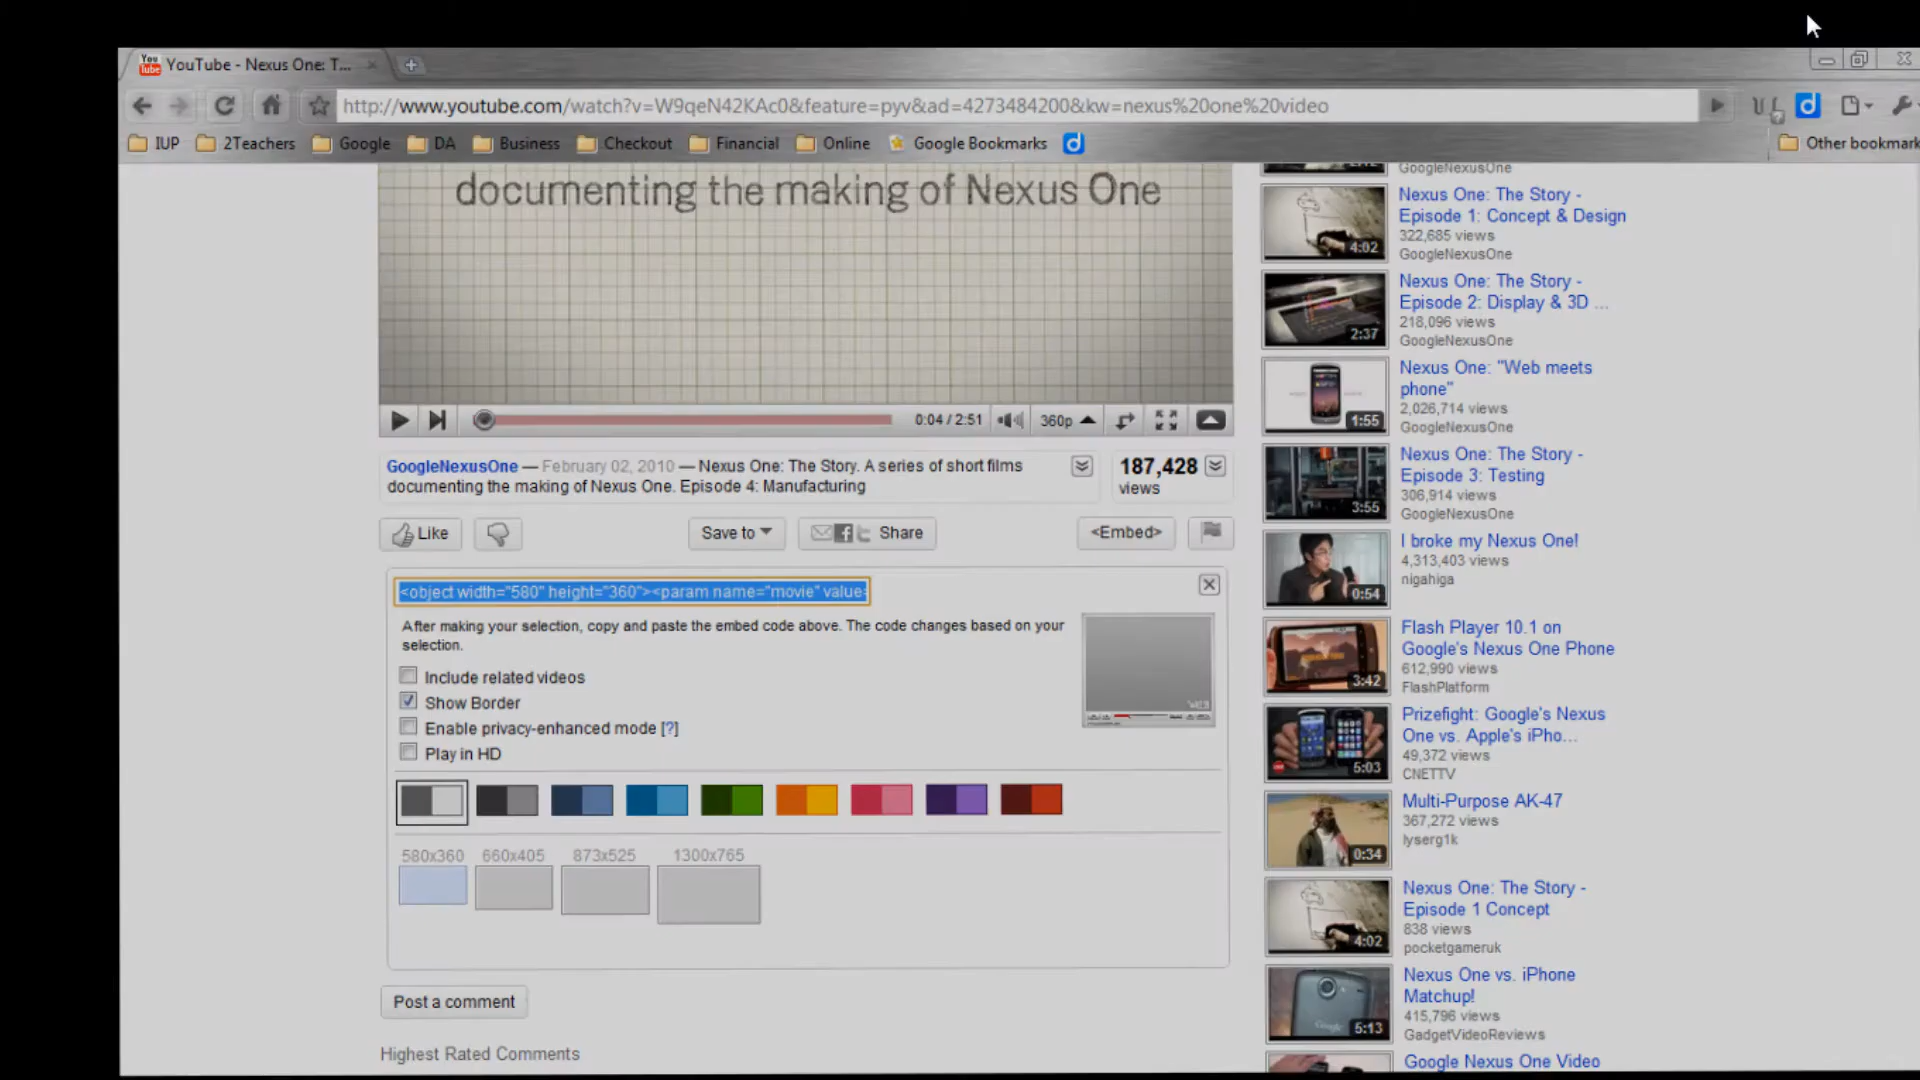 YouTube - Nexus One: T...
http://www.youtube.com/watch?v=W9qeN42KAc0&feature=pyv&ad=4273484200&kw=nexus%20one%20video
IUP 2Teachers Google DA Business Checkout Financial Online Google Bookmarks d Other bookmark
documenting the making of Nexus One
0:04 / 2:51 360p
GoogleNexusOne — February 02, 2010 — Nexus One: The Story. A series of short films
documenting the making of Nexus One. Episode 4: Manufacturing
187,428
views
Like Save to Share <Embed>
<object width="580" height="360"><param name="movie" value=
After making your selection, copy and paste the embed code above. The code changes based on your
selection.
Include related videos
Show Border
Enable privacy-enhanced mode [?]
Play in HD
580x360 660x405 873x525 1300x765
Post a comment
Highest Rated Comments
GoogleNexusOne
Nexus One: The Story -
Episode 1: Concept & Design
322,685 views
GoogleNexusOne
4:02
Nexus One: The Story -
Episode 2: Display & 3D ...
218,096 views
GoogleNexusOne
2:37
Nexus One: "Web meets
phone"
2,026,714 views
GoogleNexusOne
1:55
Nexus One: The Story -
Episode 3: Testing
306,914 views
GoogleNexusOne
3:55
I broke my Nexus One!
4,313,403 views
nigahiga
0:54
Flash Player 10.1 on
Google's Nexus One Phone
612,990 views
FlashPlatform
3:42
Prizefight: Google's Nexus
One vs. Apple's iPho...
49,372 views
CNETTV
5:03
Multi-Purpose AK-47
367,272 views
lyserg1k
0:34
Nexus One: The Story -
Episode 1 Concept
838 views
pocketgameruk
4:02
Nexus One vs. iPhone
Matchup!
415,796 views
GadgetVideoReviews
5:13
Google Nexus One Video